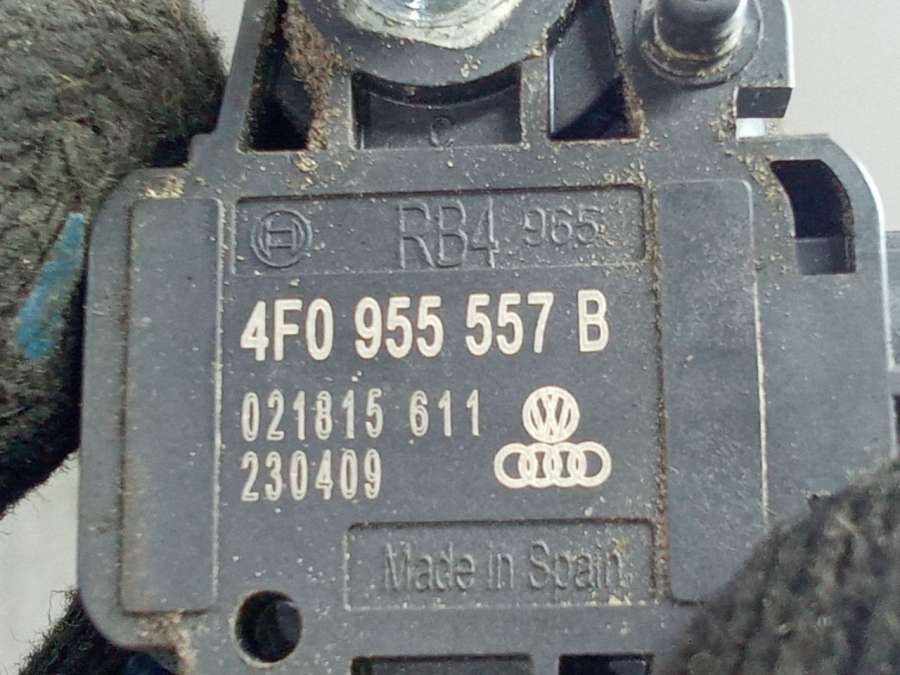 C
RB4 965
4F0 955 557 B
021815 611
230409
Made in Spain